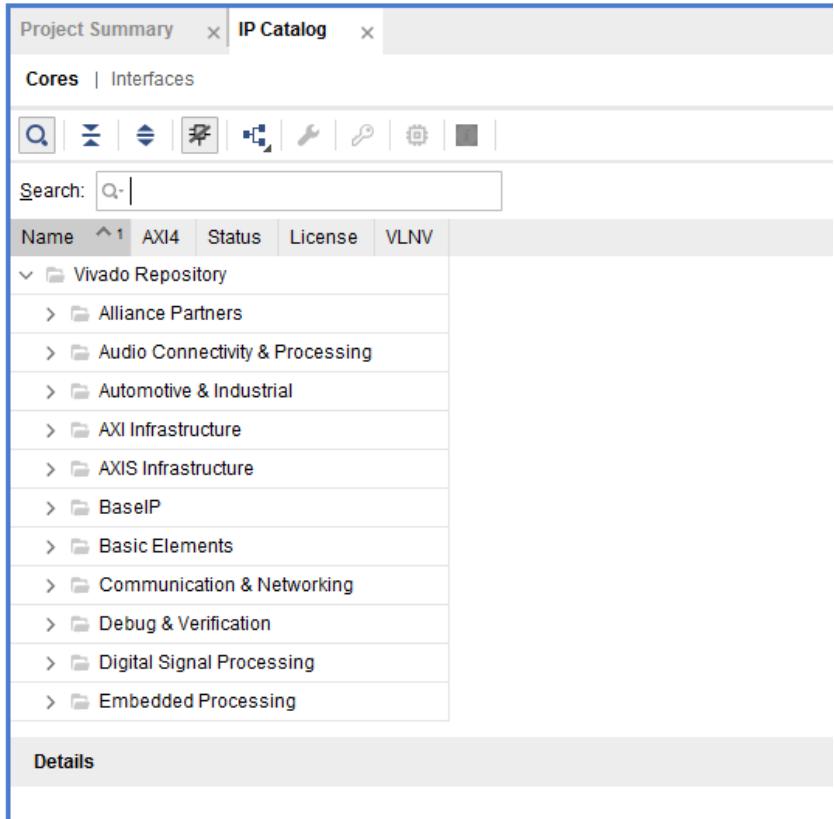 Project Summary × IP Catalog ×
Cores | Interfaces
Search:
Name ^ 1 AXI4 Status License VLNV
Vivado Repository
Alliance Partners
Audio Connectivity & Processing
Automotive & Industrial
AXI Infrastructure
AXIS Infrastructure
BaseIP
Basic Elements
Communication & Networking
Debug & Verification
Digital Signal Processing
Embedded Processing
Details